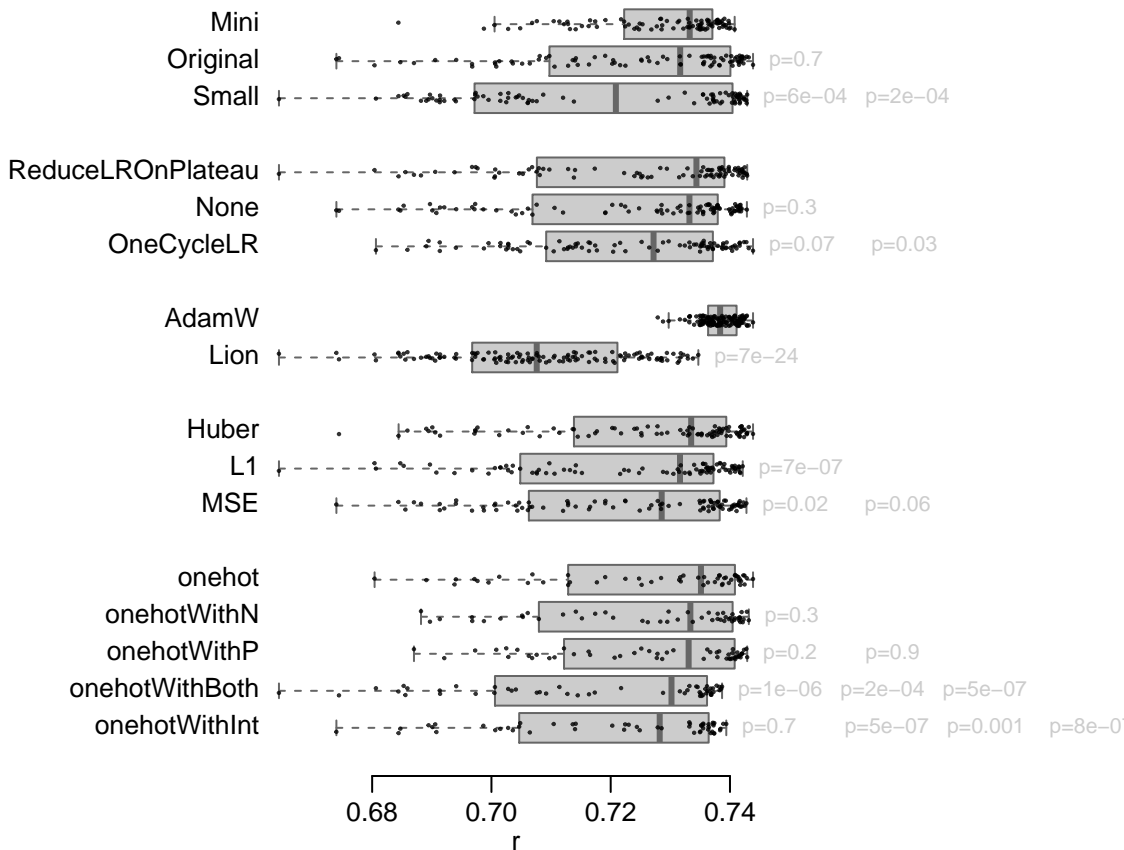 Mini
Original p=0.7
Small p=6e−04 p=2e−04
ReduceLROnPlateau
None p=0.3
OneCycleLR p=0.07 p=0.03
AdamW
Lion p=7e−24
Huber
L1 p=7e−07
MSE p=0.02 p=0.06
onehot
onehotWithN p=0.3
onehotWithP p=0.2 p=0.9
onehotWithBoth p=1e−06 p=2e−04 p=5e−07
onehotWithInt p=0.7 p=5e−07 p=0.001
0.68 0.70 0.72 0.74
r